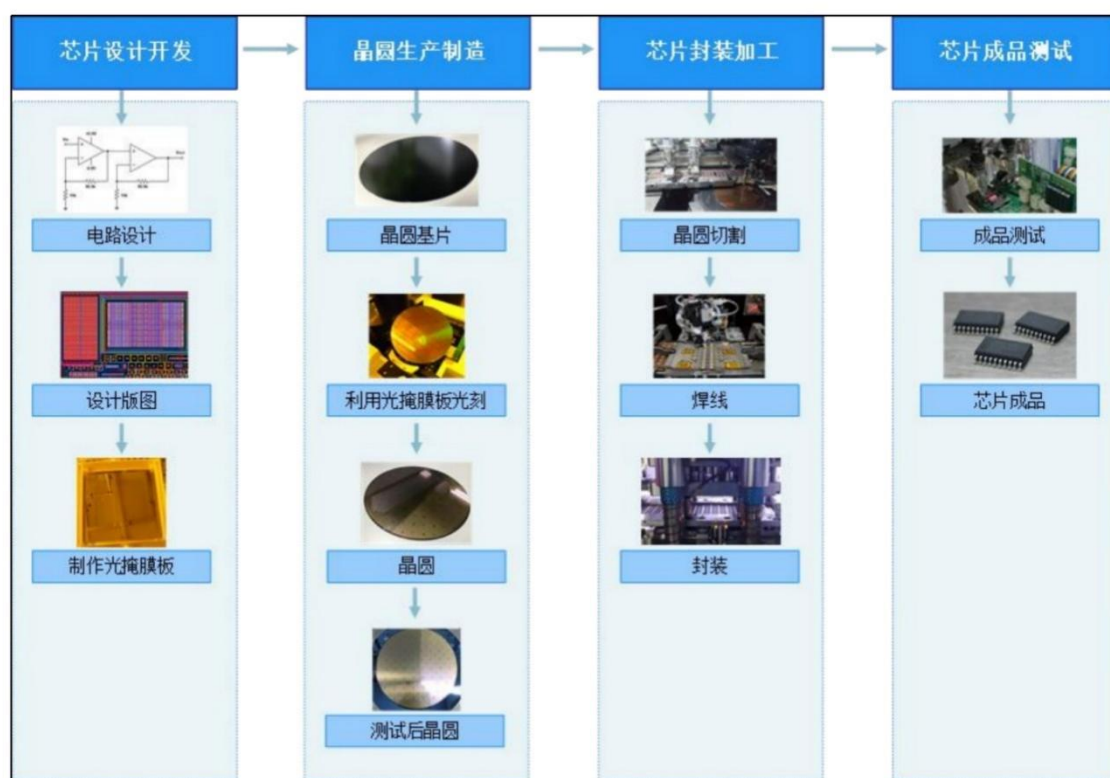 芯片设计开发
晶圆生产制造
芯片封装加工
芯片成品测试
电路设计
设计版图
制作光掩膜板
晶圆基片
利用光掩膜板光刻
晶圆
测试后晶圆
晶圆切割
焊线
封装
成品测试
芯片成品